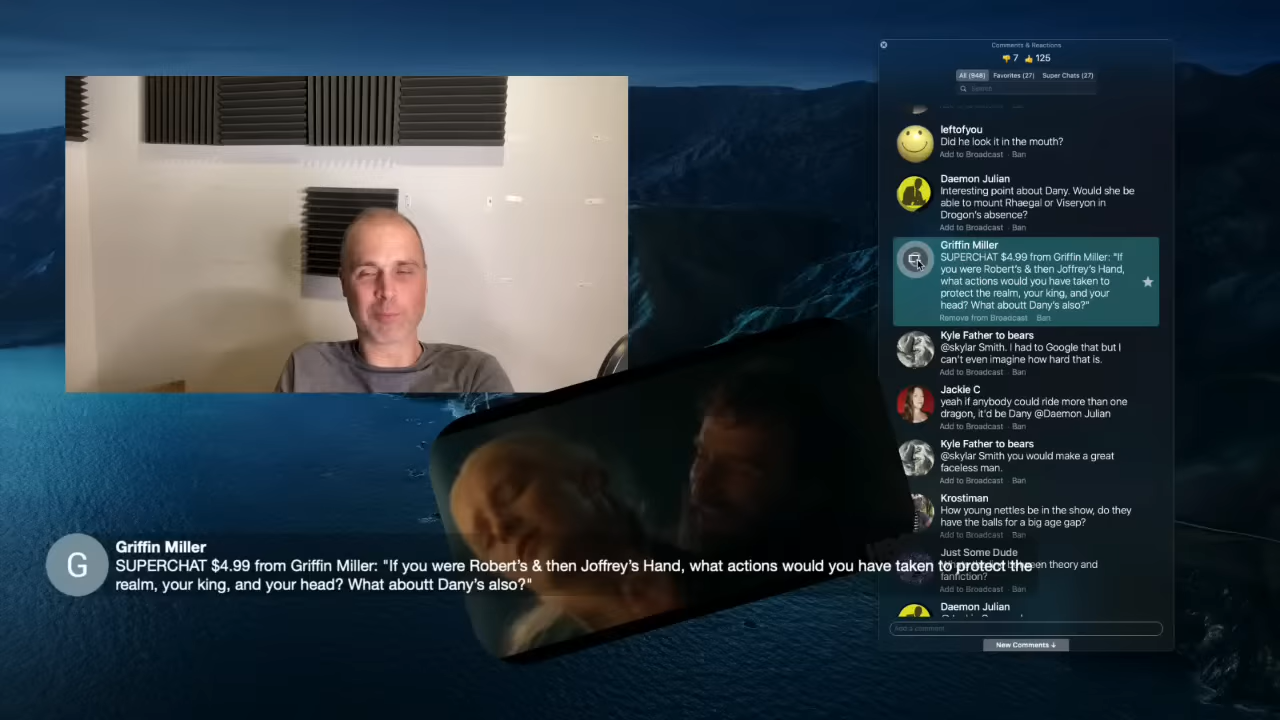 Comments & Reactions
7 125
All (948) Favorites (27) Super Chats (27)
Search
leftofyou
Did he look it in the mouth?
Add to Broadcast · Ban
Daemon Julian
Interesting point about Dany. Would she be
able to mount Rhaegal or Viseryon in
Drogon's absence?
Add to Broadcast · Ban
Griffin Miller
SUPERCHAT $4.99 from Griffin Miller: "If
you were Robert's & then Joffrey's Hand,
what actions would you have taken to
protect the realm, your king, and your
head? What aboutt Dany's also?"
Remove from Broadcast · Ban
Kyle Father to bears
@skylar Smith. I had to Google that but I
can't even imagine how hard that is.
Add to Broadcast · Ban
Jackie C
yeah if anybody could ride more than one
dragon, it'd be Dany @Daemon Julian
Add to Broadcast · Ban
Kyle Father to bears
@skylar Smith you would make a great
faceless man.
Add to Broadcast · Ban
Krostiman
How young nettles be in the show, do they
have the balls for a big age gap?
Add to Broadcast · Ban
Just Some Dude
between theory and
fanfiction?
Add to Broadcast · Ban
Daemon Julian
Add a comment
New Comments ↓
G
Griffin Miller
SUPERCHAT $4.99 from Griffin Miller: "If you were Robert's & then Joffrey's Hand, what actions would you have taken to protect the
realm, your king, and your head? What aboutt Dany's also?"